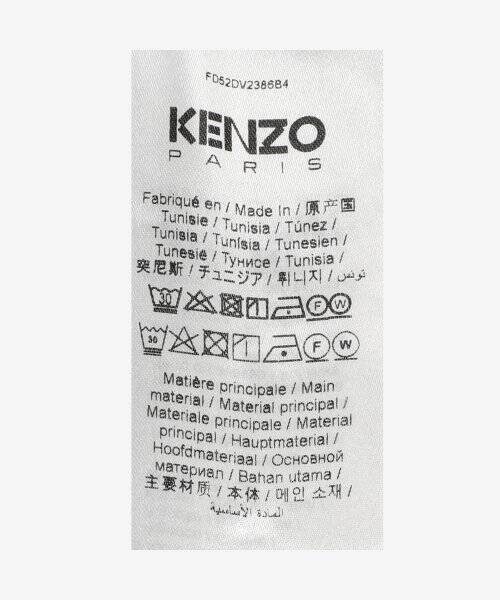 FD52DV2386B4
KENZO
PARIS
Fabriqué en / Made In / 原产国
Tunisie / Tunisia / Túnez /
Tunisia / Tunísia / Tunesien /
Tunesië / Тунисе / Tunisia /
突尼斯 / チュニジア / 튀니지 / تونس
30 F W
30 F W
Matière principale / Main
material / Material principal /
Materiale principale / Material
principal / Hauptmaterial /
Hoofdmateriaal / Основной
материал / Bahan utama /
主要材质 / 本体 / 메인 소재 /
المادة الأساسية